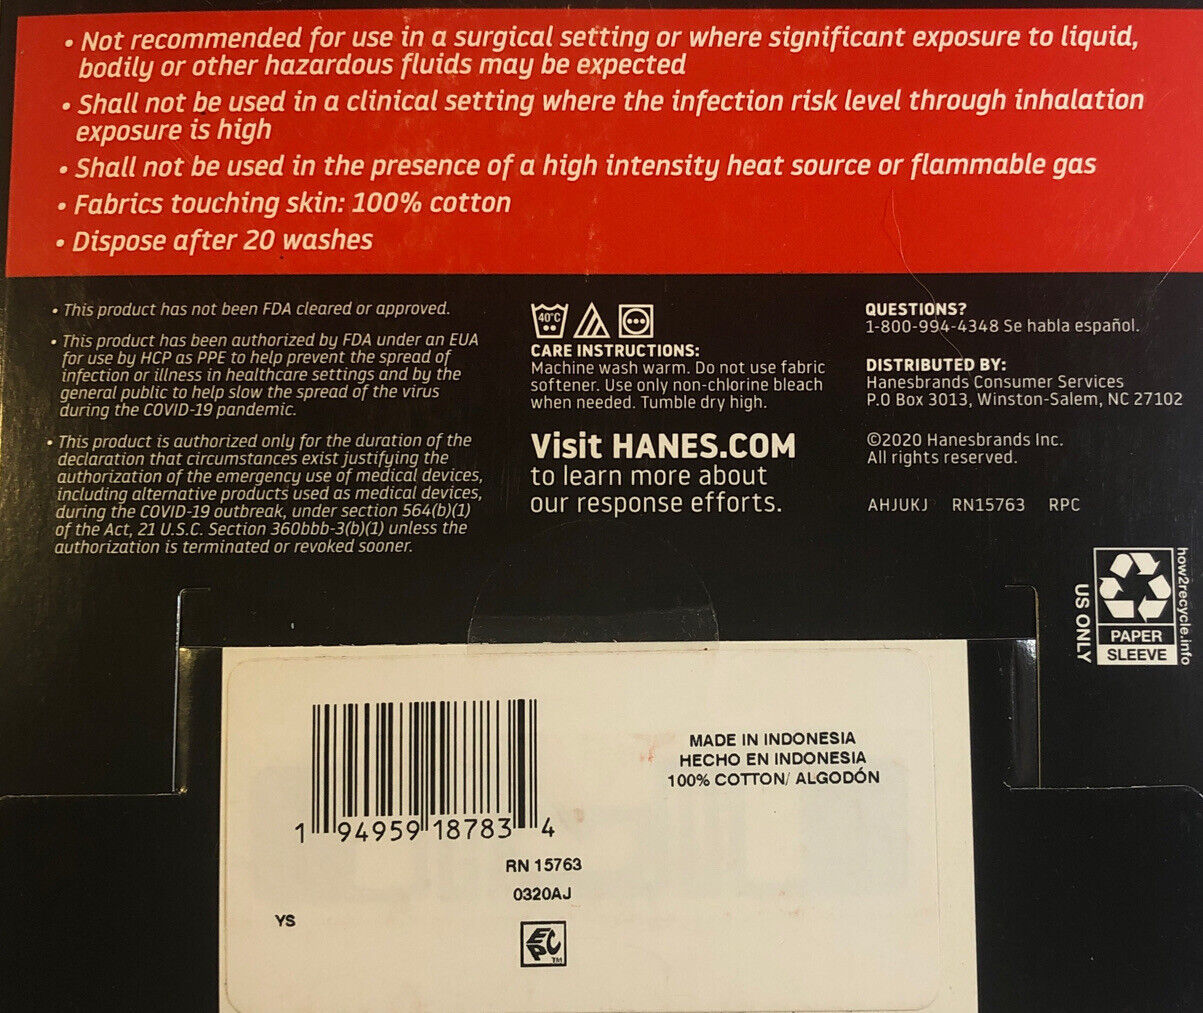 • Not recommended for use in a surgical setting or where significant exposure to liquid,
bodily or other hazardous fluids may be expected
• Shall not be used in a clinical setting where the infection risk level through inhalation
exposure is high
• Shall not be used in the presence of a high intensity heat source or flammable gas
• Fabrics touching skin: 100% cotton
• Dispose after 20 washes
• This product has not been FDA cleared or approved.
• This product has been authorized by FDA under an EUA
for use by HCP as PPE to help prevent the spread of
infection or illness in healthcare settings and by the
general public to help slow the spread of the virus
during the COVID-19 pandemic.
• This product is authorized only for the duration of the
declaration that circumstances exist justifying the
authorization of the emergency use of medical devices,
including alternative products used as medical devices,
during the COVID-19 outbreak, under section 564(b)(1)
of the Act, 21 U.S.C. Section 360bbb-3(b)(1) unless the
authorization is terminated or revoked sooner.
40°C
CARE INSTRUCTIONS:
Machine wash warm. Do not use fabric
softener. Use only non-chlorine bleach
when needed. Tumble dry high.
Visit HANES.COM
to learn more about
our response efforts.
QUESTIONS?
1-800-994-4348 Se habla español.
DISTRIBUTED BY:
Hanesbrands Consumer Services
P.O Box 3013, Winston-Salem, NC 27102
©2020 Hanesbrands Inc.
All rights reserved.
AHJUKJ RN15763 RPC
US ONLY
PAPER
SLEEVE
how2recycle.info
1 94959 18783 4
RN 15763
0320AJ
YS
EPC
TM
MADE IN INDONESIA
HECHO EN INDONESIA
100% COTTON/ ALGODÓN